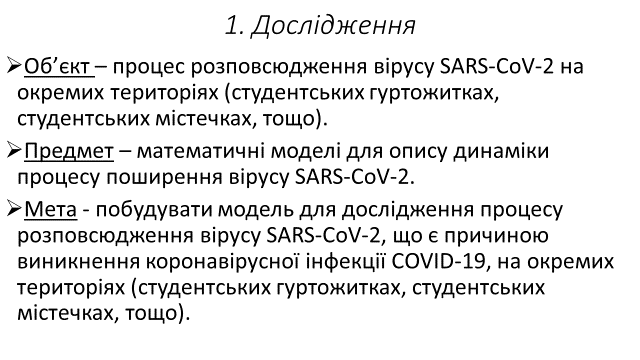 1. Дослідження
➢Об’єкт – процес розповсюдження вірусу SARS-CoV-2 на
окремих територіях (студентських гуртожитках,
студентських містечках, тощо).
➢Предмет – математичні моделі для опису динаміки
процесу поширення вірусу SARS-CoV-2.
➢Мета - побудувати модель для дослідження процесу
розповсюдження вірусу SARS-CoV-2, що є причиною
виникнення коронавірусної інфекції COVID-19, на окремих
територіях (студентських гуртожитках, студентських
містечках, тощо).